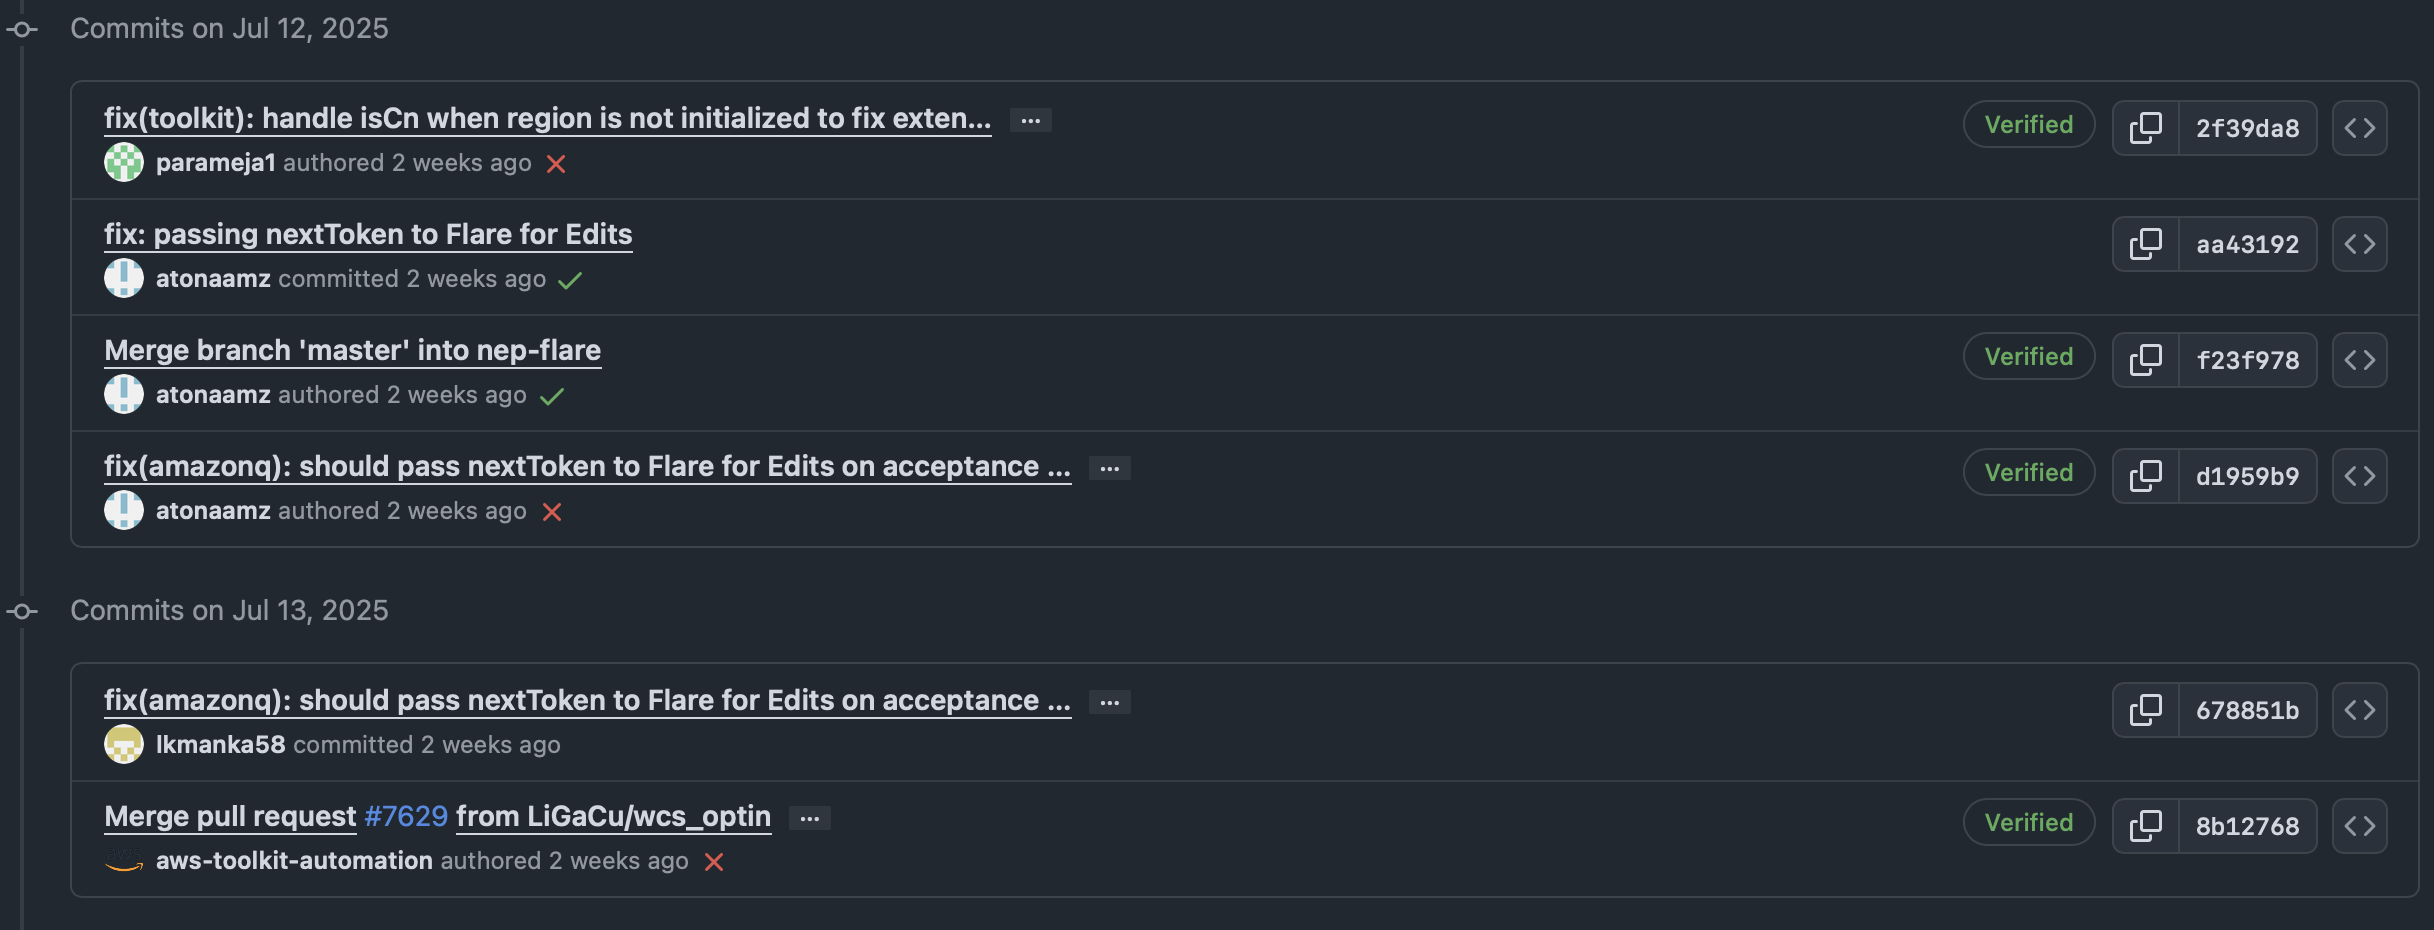 Commits on Jul 12, 2025
fix(toolkit): handle isCn when region is not initialized to fix exten... ...
Verified 2f39da8
parameja1 authored 2 weeks ago
fix: passing nextToken to Flare for Edits
aa43192
atonaamz committed 2 weeks ago
Merge branch 'master' into nep-flare
Verified f23f978
atonaamz authored 2 weeks ago
fix(amazonq): should pass nextToken to Flare for Edits on acceptance ... ...
Verified d1959b9
atonaamz authored 2 weeks ago
Commits on Jul 13, 2025
fix(amazonq): should pass nextToken to Flare for Edits on acceptance ... ...
678851b
lkmanka58 committed 2 weeks ago
Merge pull request #7629 from LiGaCu/wcs_optin ...
Verified 8b12768
aws-toolkit-automation authored 2 weeks ago